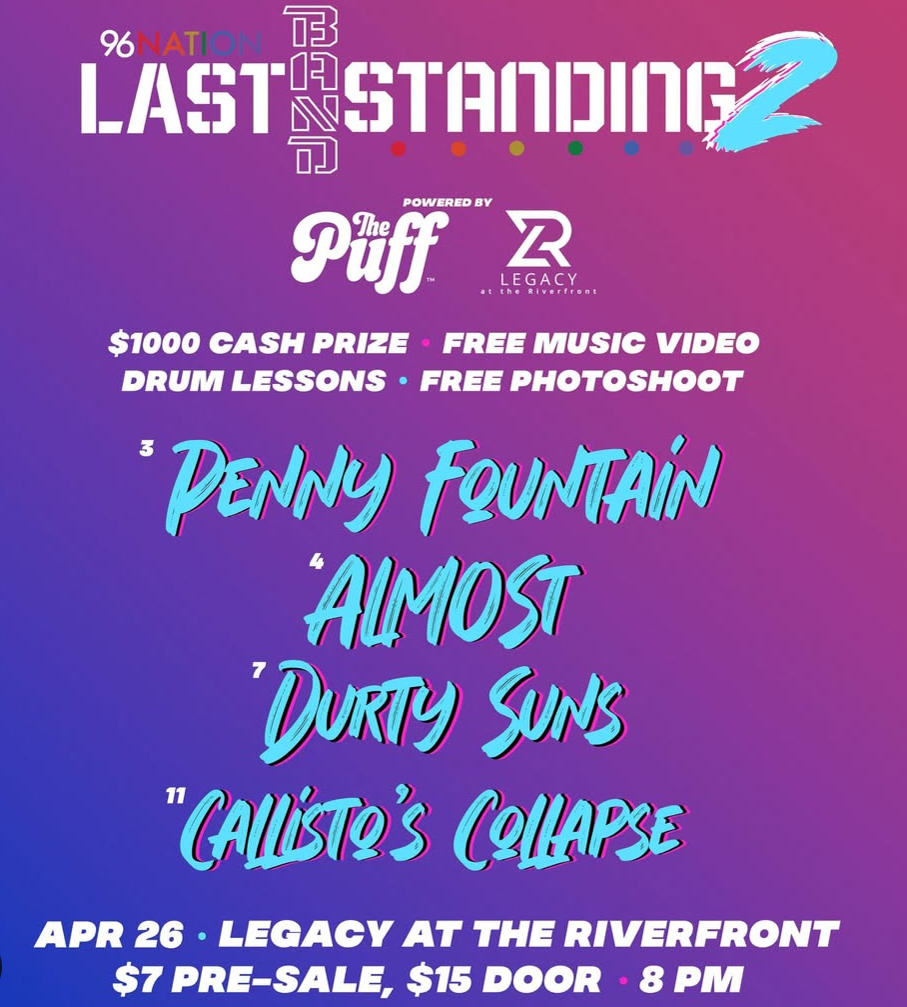 96NATION
LAST BAND STANDING 2
POWERED BY
The Puff™
LR LEGACY
at the Riverfront
$1000 CASH PRIZE • FREE MUSIC VIDEO
DRUM LESSONS • FREE PHOTOSHOOT
3 PENNY FOUNTAIN
4 ALMOST
7 DURTY SUNS
11 CALLISTO'S COLLAPSE
APR 26 • LEGACY AT THE RIVERFRONT
$7 PRE-SALE, $15 DOOR • 8 PM